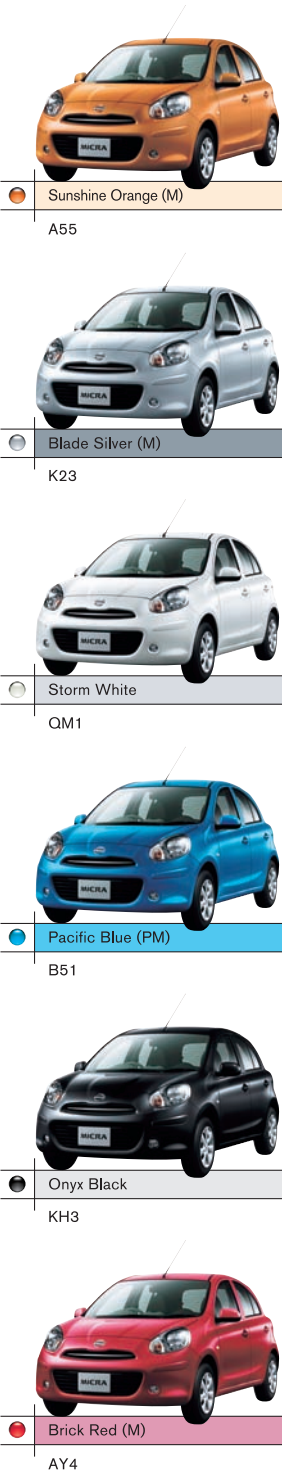 MICRA
Sunshine Orange (M)
A55
MICRA
Blade Silver (M)
K23
MICRA
Storm White
QM1
MICRA
Pacific Blue (PM)
B51
MICRA
Onyx Black
KH3
MICRA
Brick Red (M)
AY4